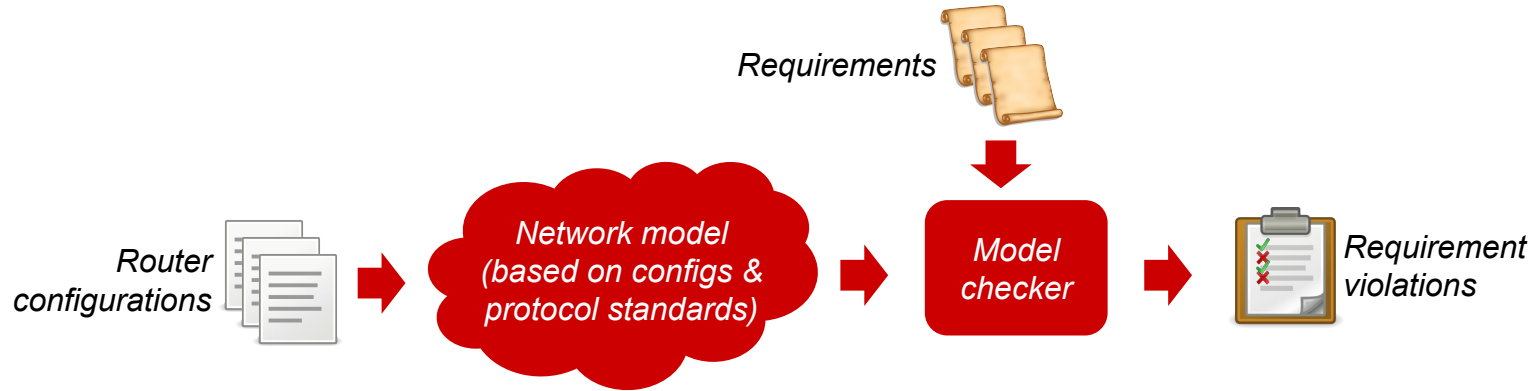 Requirements
Router
configurations
Network model
(based on configs &
protocol standards)
Model
checker
Requirement
violations